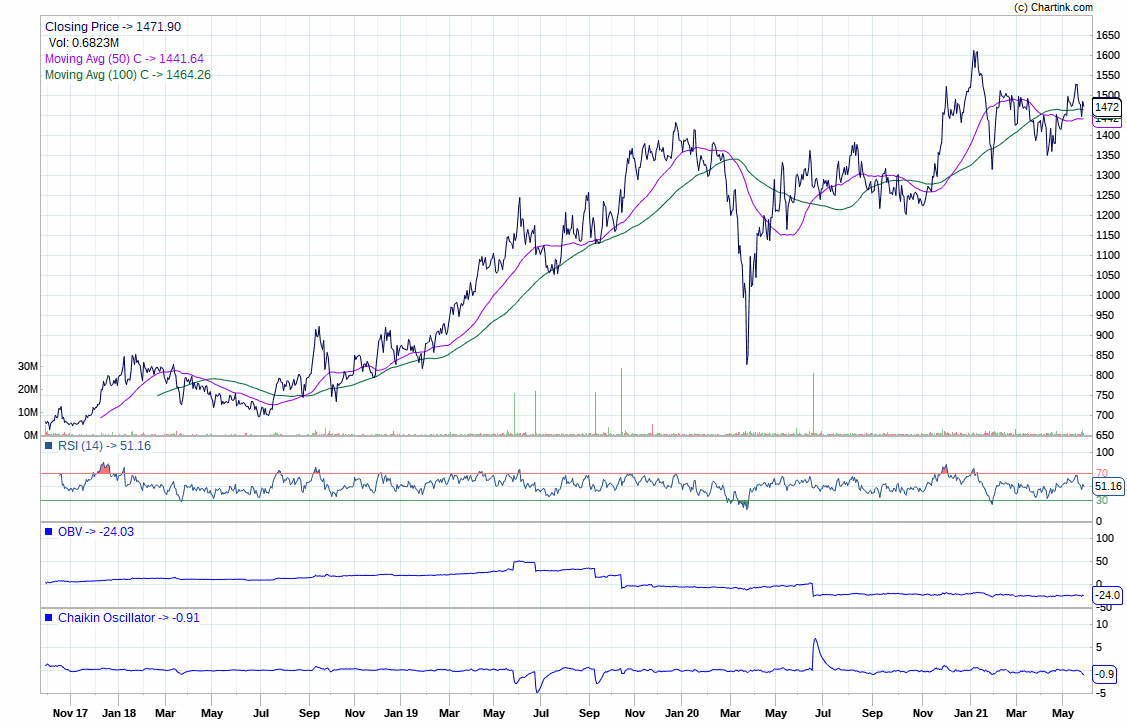 (c) Chartink.com
Closing Price -> 1471.90
Vol: 0.6823M
Moving Avg (50) C -> 1441.64
Moving Avg (100) C -> 1464.26
1650
1600
1550
1500
1472
1442
1400
1350
1300
1250
1200
1150
1100
1050
1000
950
900
850
800
750
700
650
30M
20M
10M
0M
RSI (14) -> 51.16
100
70
51.16
30
0
OBV -> -24.03
100
50
0
-24.0
-50
Chaikin Oscillator -> -0.91
10
5
-0.9
-5
Nov 17 Jan 18 Mar May Jul Sep Nov Jan 19 Mar May Jul Sep Nov Jan 20 Mar May Jul Sep Nov Jan 21 Mar May